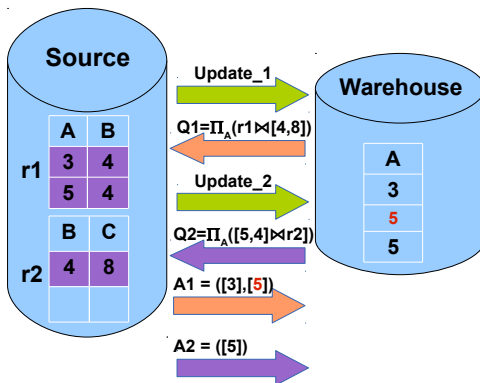 Source
A B
r1
3 4
5 4
B C
r2
4 8
Update_1
Q1=Π_A(r1⋈[4,8])
Update_2
Q2=Π_A([5,4]⋈r2])
A1 = ([3],[5])
A2 = ([5])
Warehouse
A
3
5
5